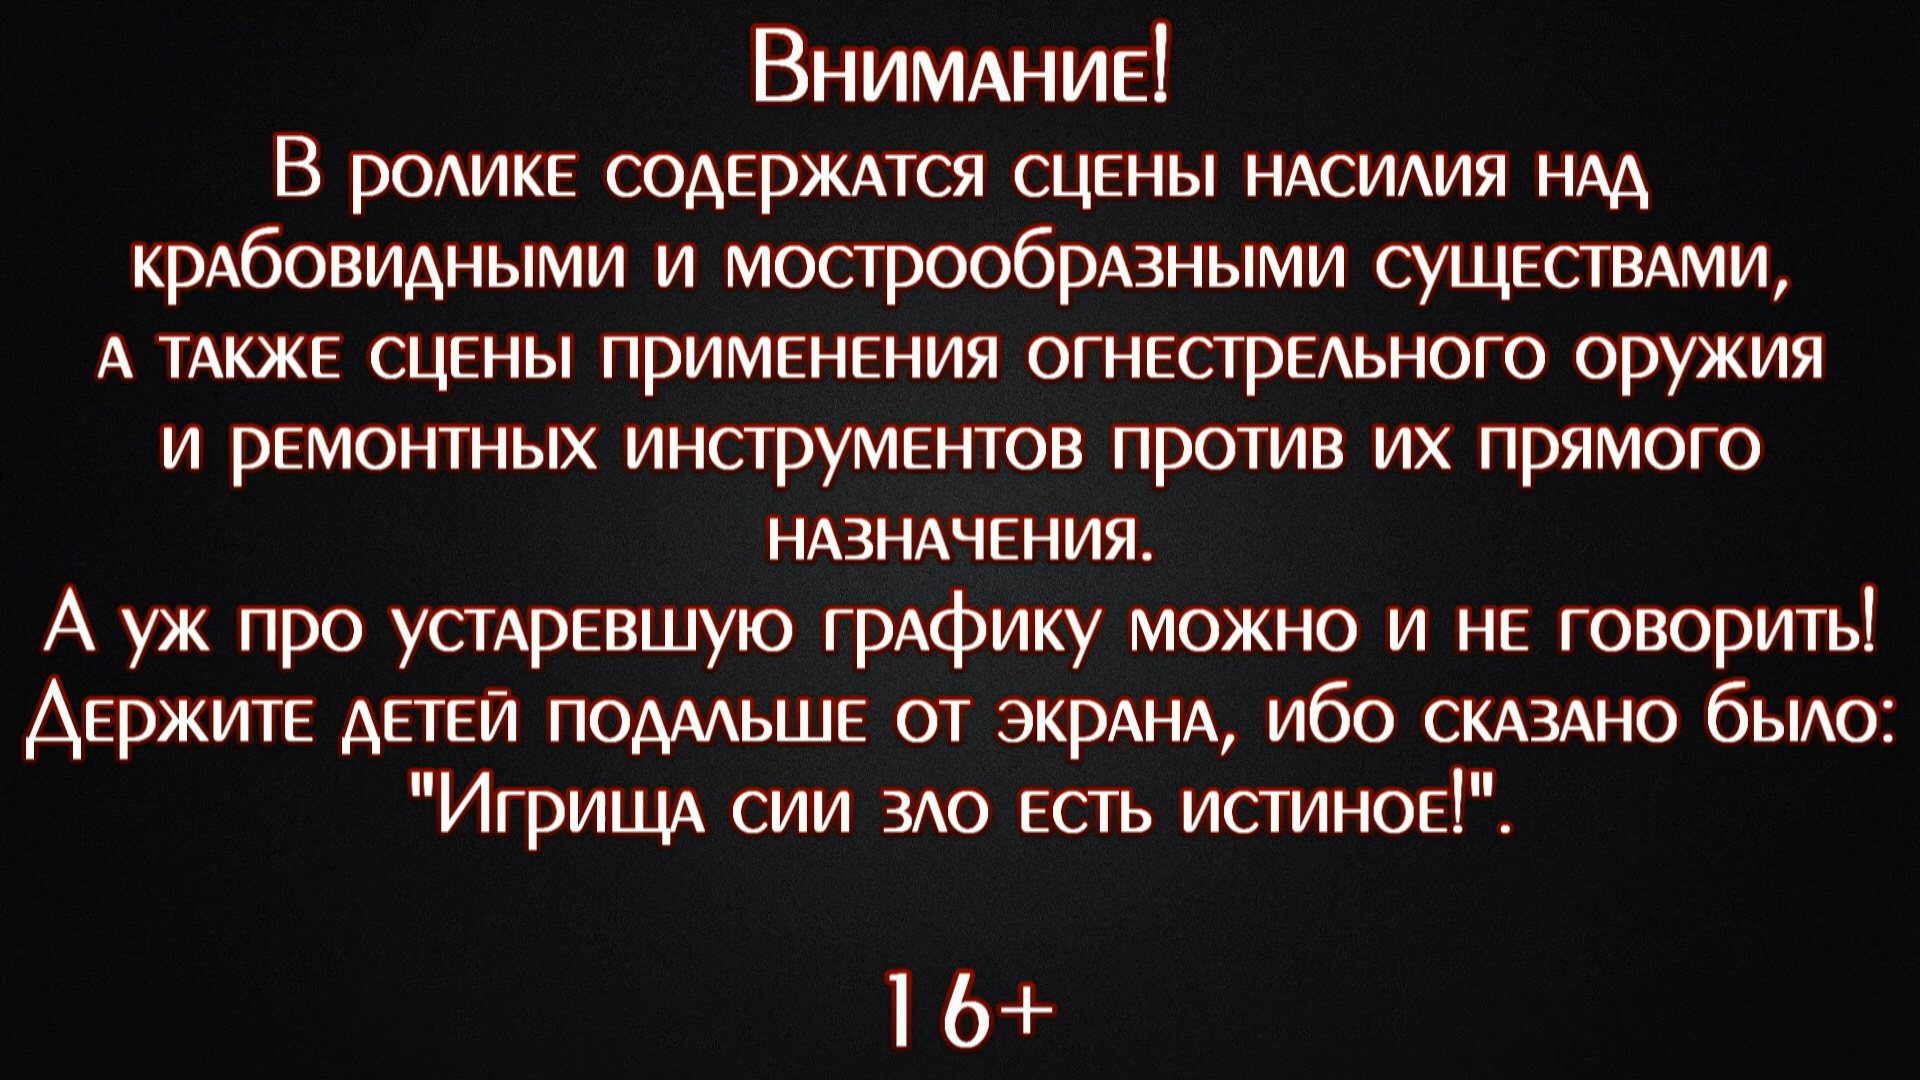 Внимание!
В ролике содержатся сцены насилия над
крабовидными и мострообразными существами,
а также сцены применения огнестрельного оружия
и ремонтных инструментов против их прямого
назначения.
А уж про устаревшую графику можно и не говорить!
Держите детей подальше от экрана, ибо сказано было:
"Игрища сии зло есть истиное!".
16+